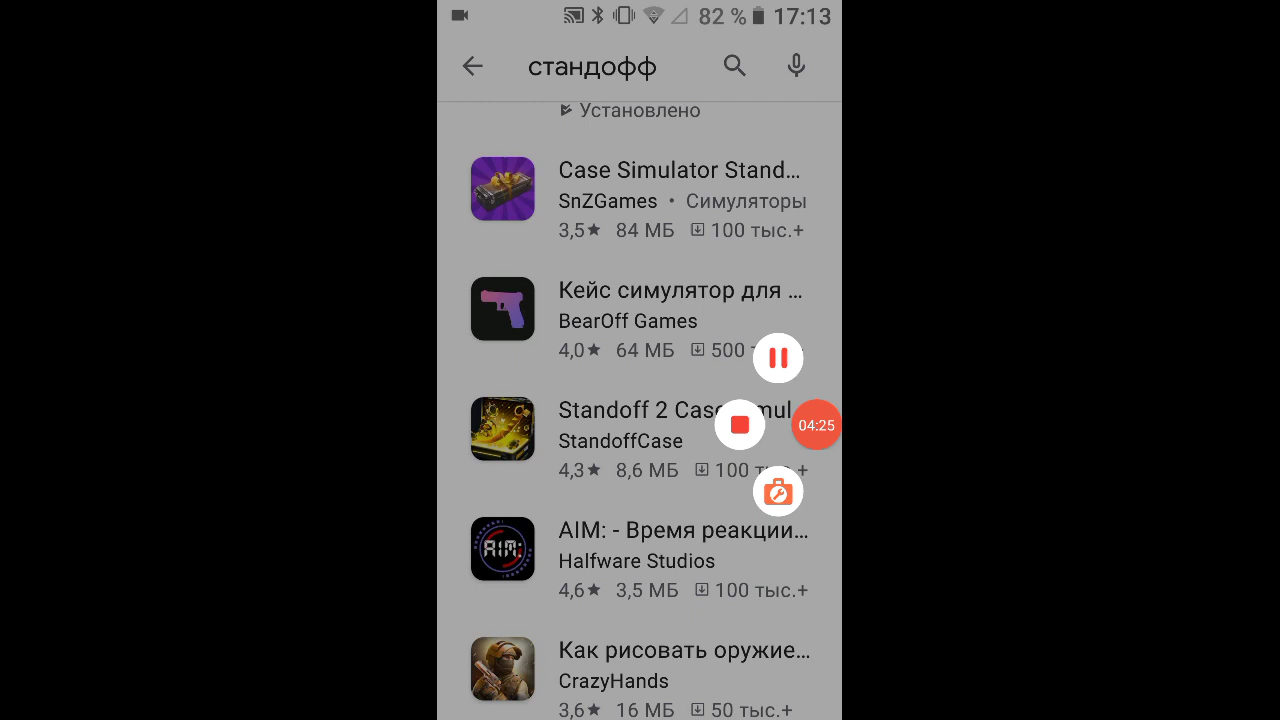 82 % 17:13
стандофф
Установлено
Case Simulator Stand...
SnZGames • Симуляторы
3,5★ 84 МБ 100 тыс.+
Кейс симулятор для ...
BearOff Games
4,0★ 64 МБ 500
Standoff 2 Case
StandoffCase
04:25
4,3★ 8,6 МБ 100
AIM: - Время реакции...
Halfware Studios
4,6★ 3,5 МБ 100 тыс.+
Как рисовать оружие...
CrazyHands
3,6★ 16 МБ 50 тыс.+